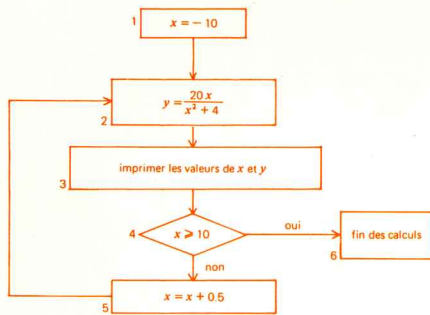 1
x = – 10
y = 20 x / x² + 4
2
imprimer les valeurs de x et y
3
4
x ⩾ 10
oui
fin des calculs
6
non
x = x + 0.5
5